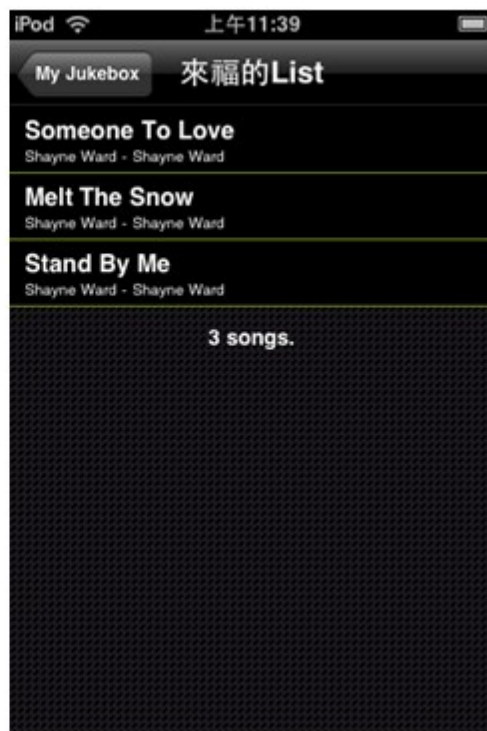 iPod 上午11:39
My Jukebox 來福的List
Someone To Love
Shayne Ward - Shayne Ward
Melt The Snow
Shayne Ward - Shayne Ward
Stand By Me
Shayne Ward - Shayne Ward
3 songs.